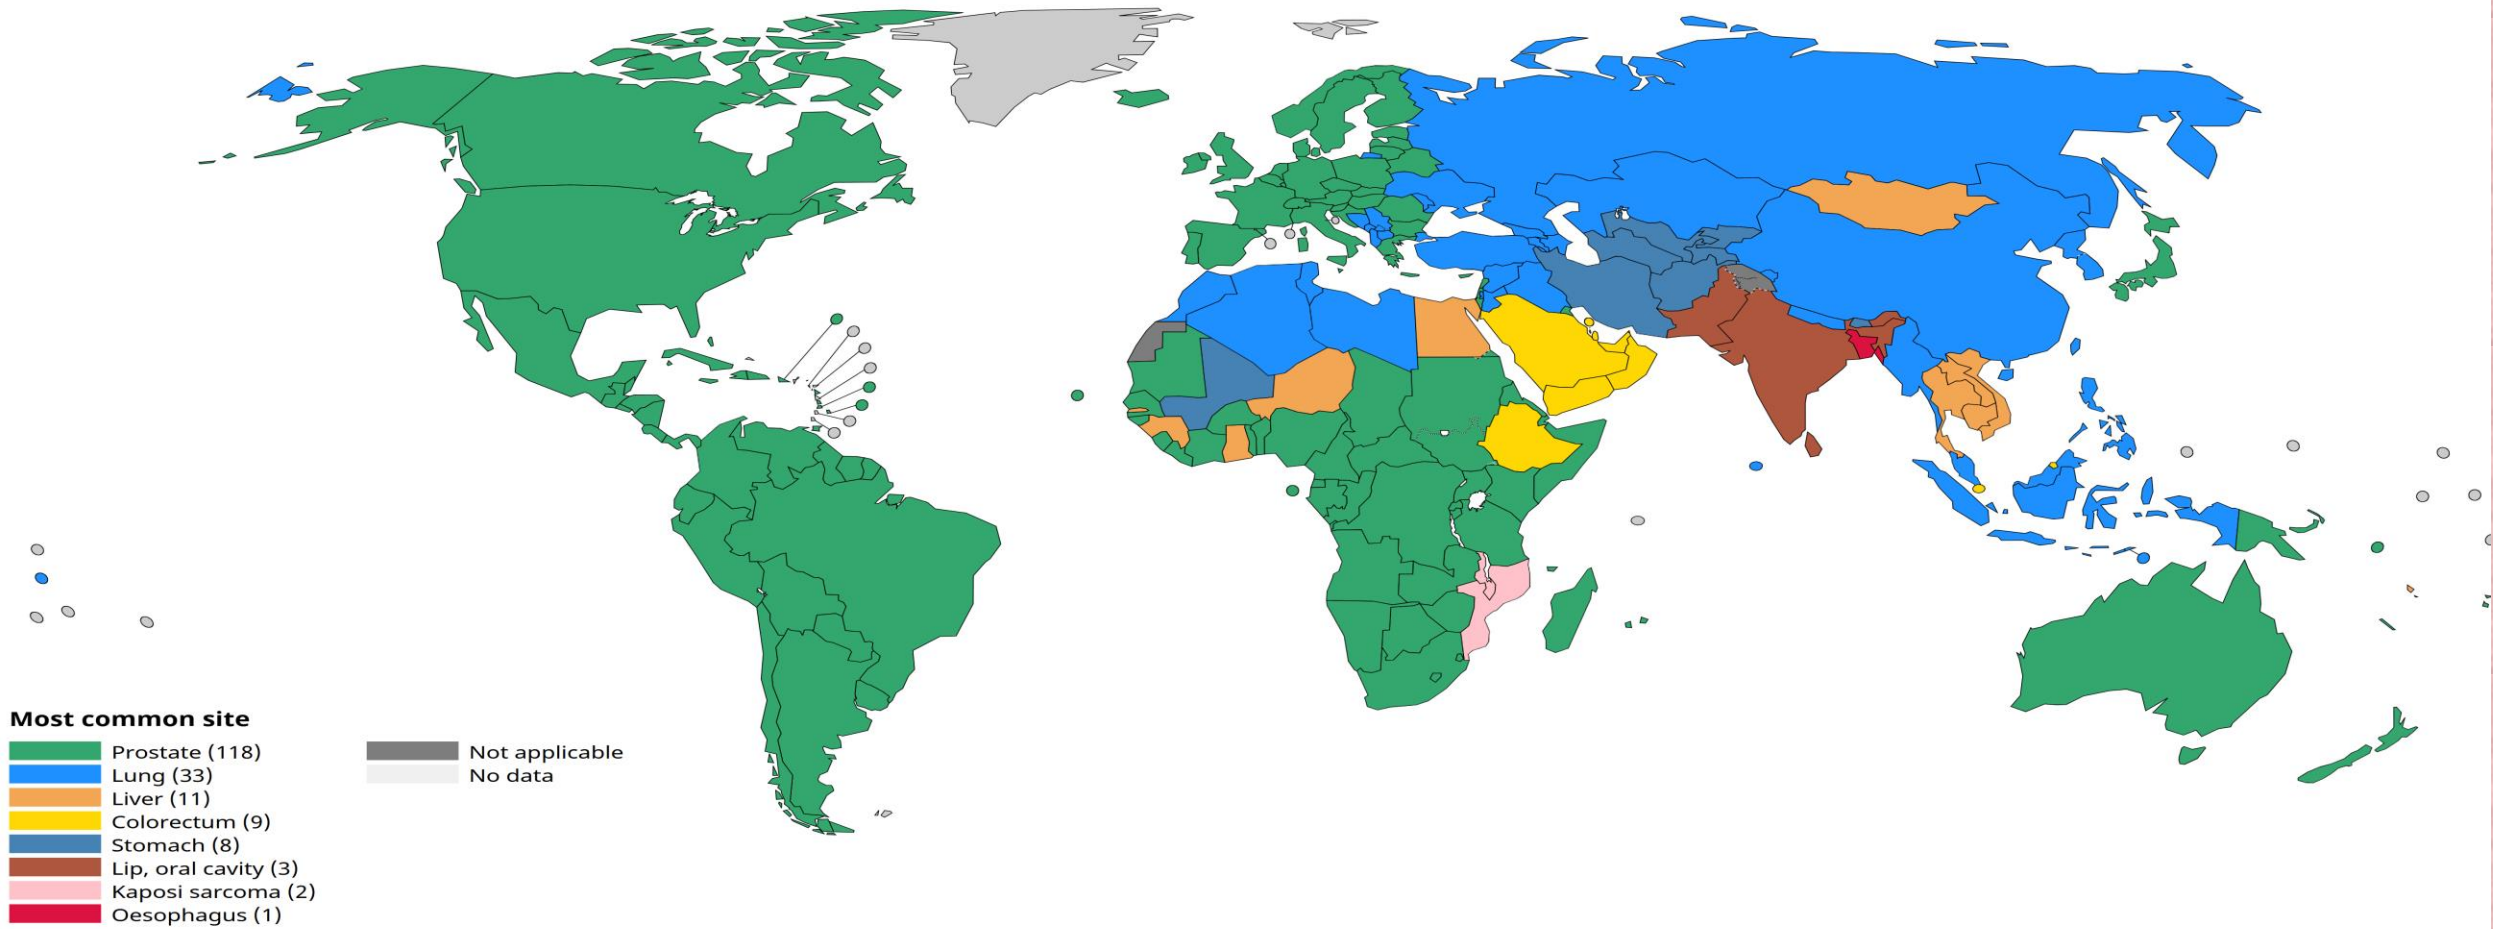 Most common site
Prostate (118)
Lung (33)
Liver (11)
Colorectum (9)
Stomach (8)
Lip, oral cavity (3)
Kaposi sarcoma (2)
Oesophagus (1)
Not applicable
No data